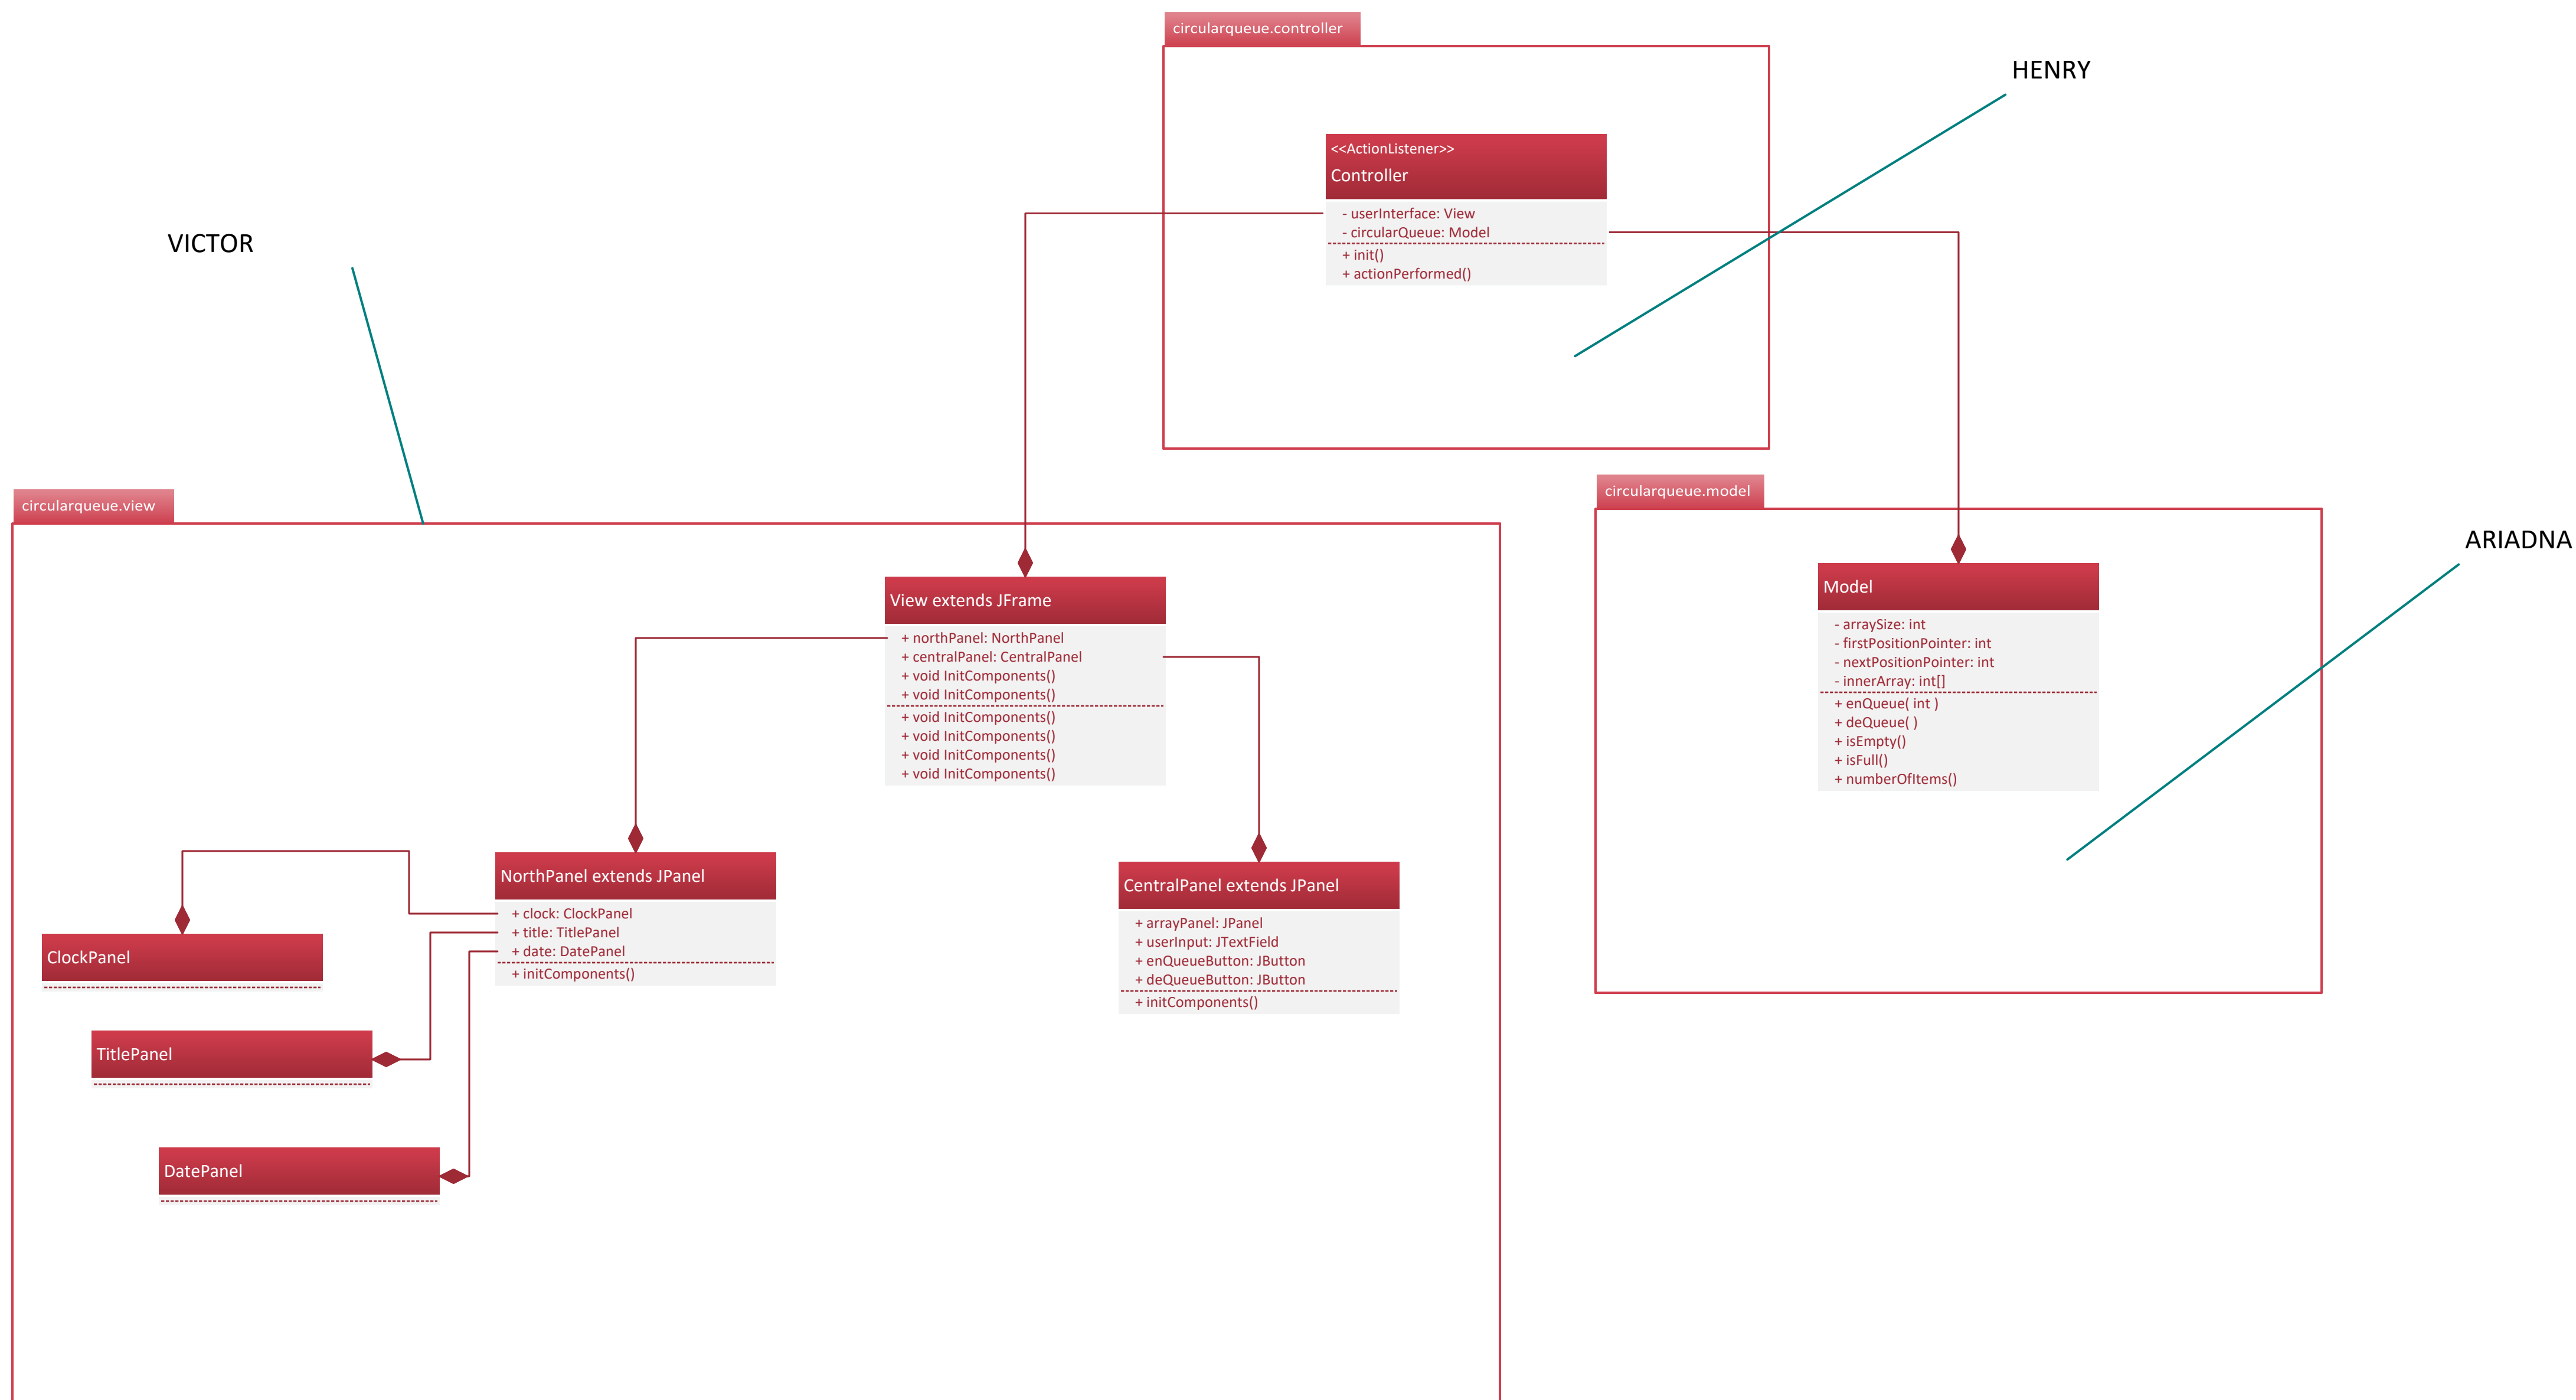 circularqueue.controller
HENRY
<<ActionListener>>
Controller
- userInterface: View
- circularQueue: Model
+ init()
+ actionPerformed()
VICTOR
circularqueue.view
View extends JFrame
+ northPanel: NorthPanel
+ centralPanel: CentralPanel
+ void InitComponents()
+ void InitComponents()
+ void InitComponents()
+ void InitComponents()
+ void InitComponents()
+ void InitComponents()
NorthPanel extends JPanel
+ clock: ClockPanel
+ title: TitlePanel
+ date: DatePanel
+ initComponents()
CentralPanel extends JPanel
+ arrayPanel: JPanel
+ userInput: JTextField
+ enQueueButton: JButton
+ deQueueButton: JButton
+ initComponents()
ClockPanel
TitlePanel
DatePanel
circularqueue.model
ARIADNA
Model
- arraySize: int
- firstPositionPointer: int
- nextPositionPointer: int
- innerArray: int[]
+ enQueue( int )
+ deQueue( )
+ isEmpty()
+ isFull()
+ numberOfItems()